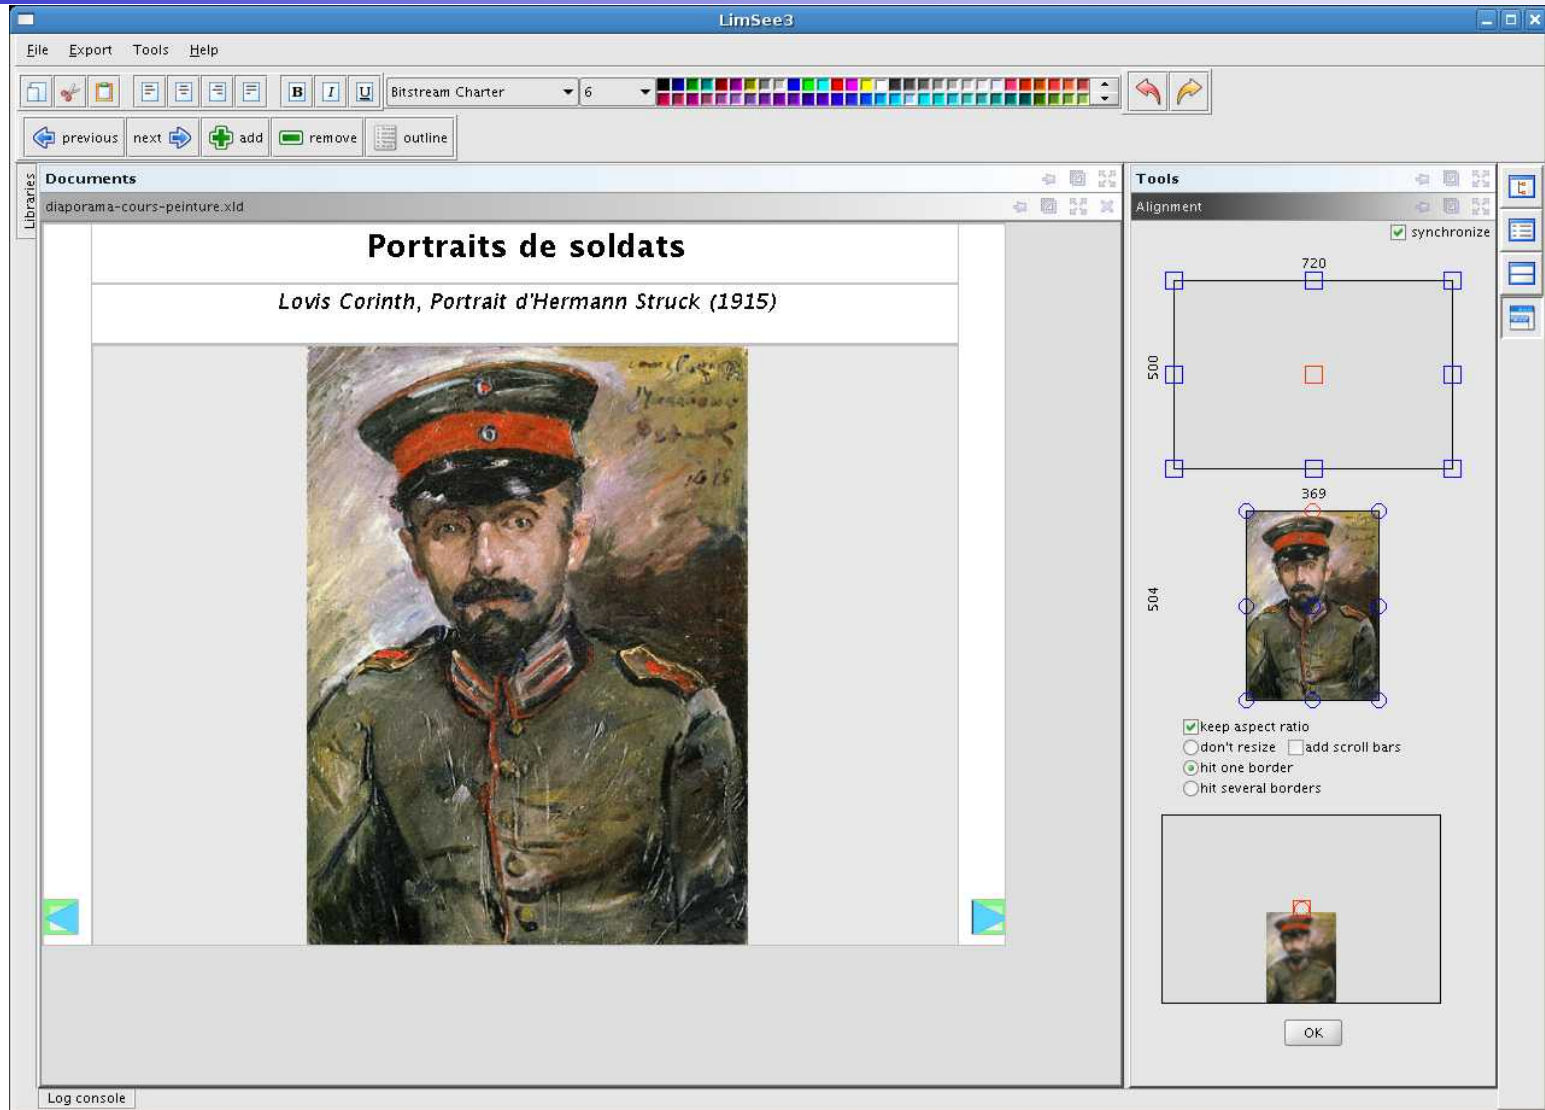 LimSee3
File Export Tools Help
B I U Bitstream Charter 6
previous next add remove outline
Libraries
Documents
diaporama-cours-peinture.xld
Portraits de soldats
Lovis Corinth, Portrait d'Hermann Struck (1915)
Tools
Alignment
synchronize
720
500
369
504
keep aspect ratio
don't resize add scroll bars
hit one border
hit several borders
OK
Log console